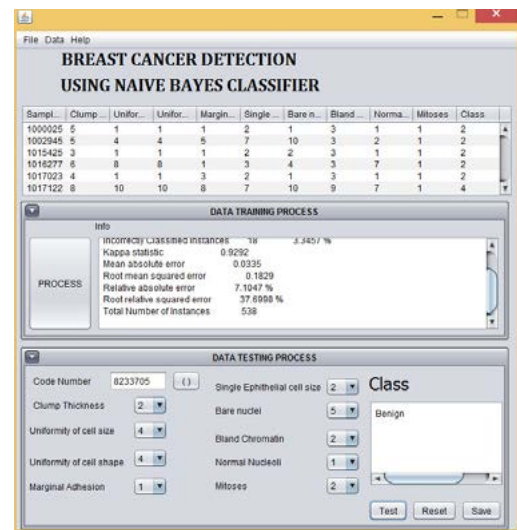 File Data Help
BREAST CANCER DETECTION
USING NAIVE BAYES CLASSIFIER
Sampl... Clump ... Unifor... Unifor... Margin... Single ... Bare n... Bland ... Norma... Mitoses Class
1000025 5 1 1 1 2 1 3 1 1 2
1002945 5 4 4 5 7 10 3 2 1 2
1015425 3 1 1 1 2 2 3 1 1 2
1016277 6 8 8 1 3 4 3 7 1 2
1017023 4 1 1 3 2 1 3 1 1 2
1017122 8 10 10 8 7 10 9 7 1 4
DATA TRAINING PROCESS
Info
PROCESS
Incorrectly Classified Instances 18 3.3457 %
Kappa statistic 0.9292
Mean absolute error 0.0335
Root mean squared error 0.1829
Relative absolute error 7.1047 %
Root relative squared error 37.6998 %
Total Number of Instances 538
DATA TESTING PROCESS
Code Number 8233705 ( )
Clump Thickness 2
Uniformity of cell size 4
Uniformity of cell shape 4
Marginal Adhesion 1
Single Ephithelial cell size 2
Bare nuclei 5
Bland Chromatin 2
Normal Nucleoli 1
Mitoses 2
Class
Benign
Test Reset Save